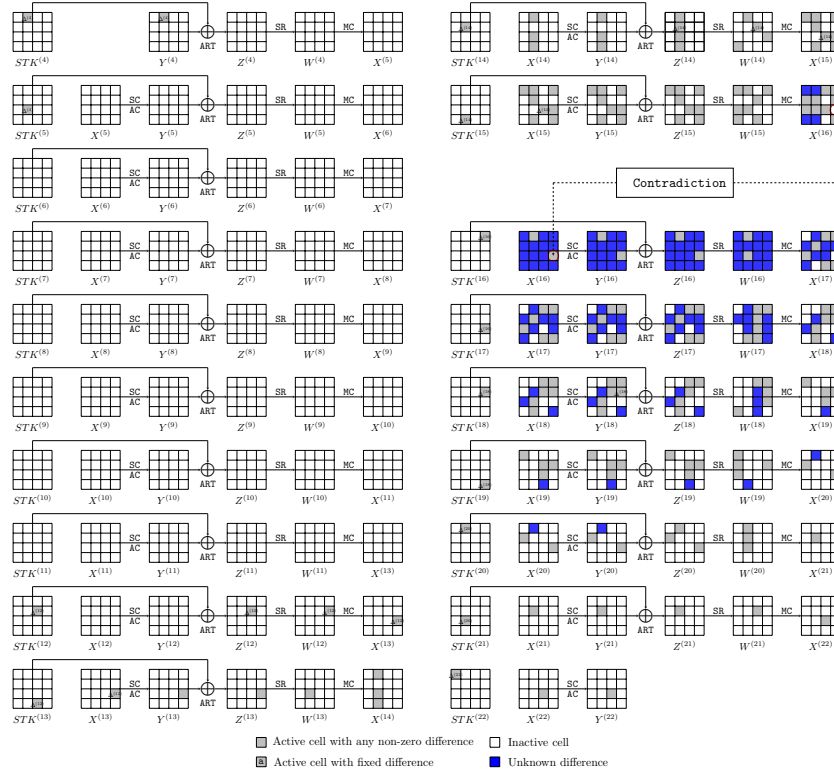 SR MC
ART
STK(4) Y(4) Z(4) W(4) X(5)
SC
AC SR MC
ART
STK(5) X(5) Y(5) Z(5) W(5) X(6)
SC
AC SR MC
ART
STK(6) X(6) Y(6) Z(6) W(6) X(7)
SC
AC SR MC
ART
STK(7) X(7) Y(7) Z(7) W(7) X(8)
SC
AC SR MC
ART
STK(8) X(8) Y(8) Z(8) W(8) X(9)
SC
AC SR MC
ART
STK(9) X(9) Y(9) Z(9) W(9) X(10)
SC
AC SR MC
ART
STK(10) X(10) Y(10) Z(10) W(10) X(11)
SC
AC SR MC
ART
STK(11) X(11) Y(11) Z(11) W(11) X(13)
SC
AC SR MC
ART
STK(12) X(12) Y(12) Z(12) W(12) X(13)
SC
AC SR MC
ART
STK(13) X(13) Y(13) Z(13) W(13) X(14)
SC
AC SR MC
ART
STK(14) X(14) Y(14) Z(14) W(14) X(15)
SC
AC SR MC
ART
STK(15) X(15) Y(15) Z(15) W(15) X(16)
Contradiction
SC
AC SR MC
ART
STK(16) X(16) Y(16) Z(16) W(16) X(17)
SC
AC SR MC
ART
STK(17) X(17) Y(17) Z(17) W(17) X(18)
SC
AC SR MC
ART
STK(18) X(18) Y(18) Z(18) W(18) X(19)
SC
AC SR MC
ART
STK(19) X(19) Y(19) Z(19) W(19) X(20)
SC
AC SR MC
ART
STK(20) X(20) Y(20) Z(20) W(20) X(21)
SC
AC SR MC
ART
STK(21) X(21) Y(21) Z(21) W(21) X(22)
SC
AC
STK(22) X(22) Y(22)
Active cell with any non-zero difference Inactive cell
a Active cell with fixed difference Unknown difference